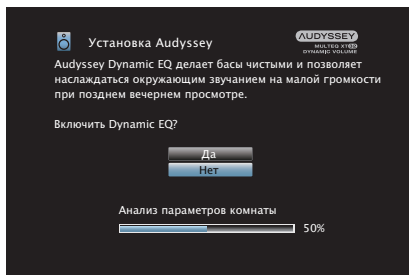 Установка Audyssey
AUDYSSEY
MULTEQ XT32
DYNAMIC VOLUME
Audyssey Dynamic EQ делает басы чистыми и позволяет
наслаждаться окружающим звучанием на малой громкости
при позднем вечернем просмотре.
Включить Dynamic EQ?
Да
Нет
Анализ параметров комнаты
50%